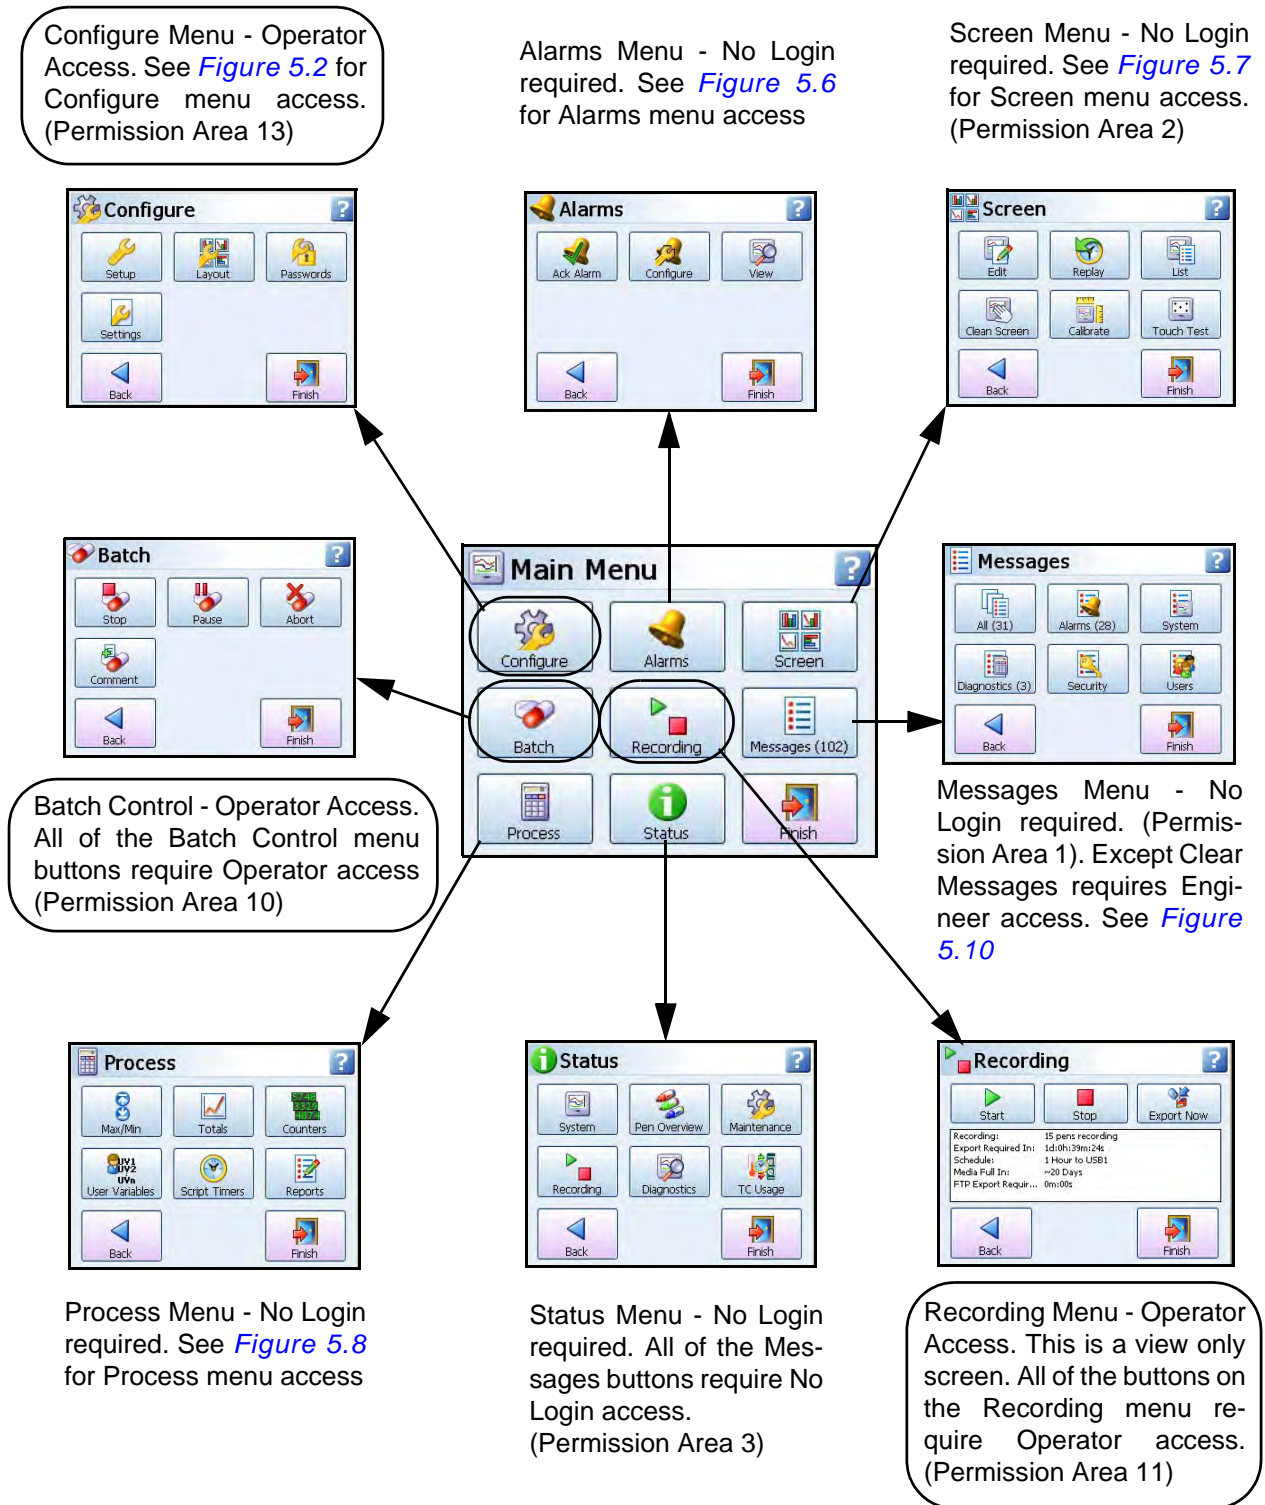 Configure Menu - Operator
Access. See Figure 5.2 for
Configure menu access.
(Permission Area 13)
Alarms Menu - No Login
required. See Figure 5.6
for Alarms menu access
Screen Menu - No Login
required. See Figure 5.7
for Screen menu access.
(Permission Area 2)
Configure ?
Setup Layout Passwords
Settings
Back Finish
Alarms ?
Ack Alarm Configure View
Back Finish
Screen ?
Edit Replay List
Clean Screen Calibrate Touch Test
Back Finish
Batch ?
Stop Pause Abort
Comment
Back Finish
Main Menu ?
Configure Alarms Screen
Batch Recording Messages (102)
Process Status Finish
Messages ?
All (31) Alarms (28) System
Diagnostics (3) Security Users
Back Finish
Batch Control - Operator Access.
All of the Batch Control menu
buttons require Operator access
(Permission Area 10)
Messages Menu - No
Login required. (Permis-
sion Area 1). Except Clear
Messages requires Engi-
neer access. See Figure
5.10
Process ?
Max/Min Totals Counters
UV1
UV2
UVn
User Variables Script Timers Reports
Back Finish
Status ?
System Pen Overview Maintenance
Recording Diagnostics TC Usage
Back Finish
Recording ?
Start Stop Export Now
Recording: 15 pens recording
Export Required In: 1d:0h:39m:24s
Schedule: 1 Hour to USB1
Media Full In: ~20 Days
FTP Export Requir... 0m:00s
Back Finish
Process Menu - No Login
required. See Figure 5.8
for Process menu access
Status Menu - No Login
required. All of the Mes-
sages buttons require No
Login access.
(Permission Area 3)
Recording Menu - Operator
Access. This is a view only
screen. All of the buttons on
the Recording menu re-
quire Operator access.
(Permission Area 11)